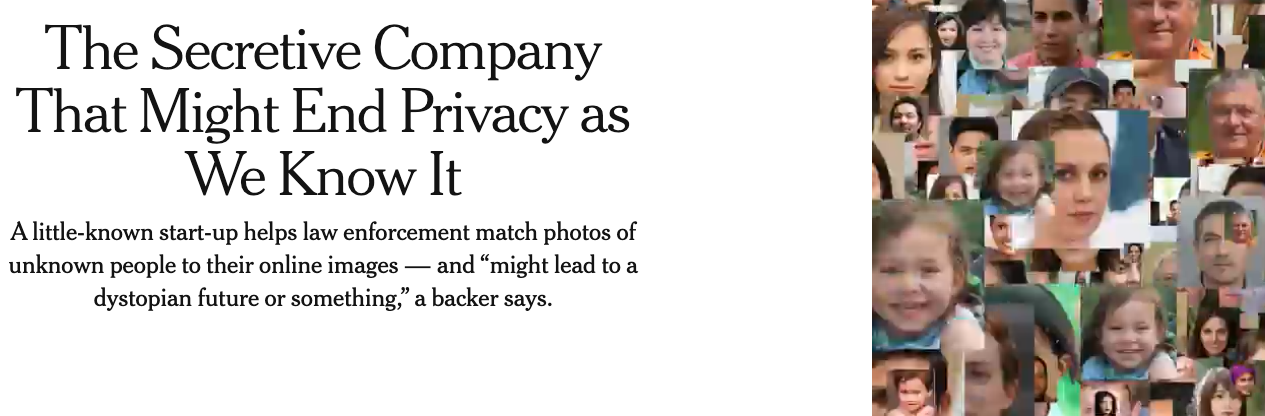 The Secretive Company
That Might End Privacy as
We Know It
A little-known start-up helps law enforcement match photos of
unknown people to their online images — and “might lead to a
dystopian future or something,” a backer says.